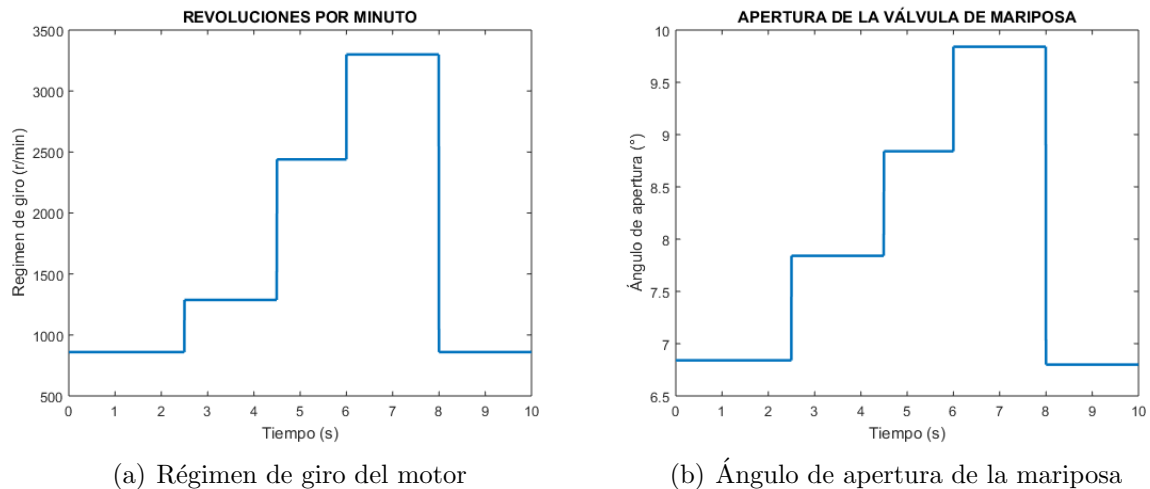 REVOLUCIONES POR MINUTO
3500
3000
2500
2000
1500
1000
500
Regimen de giro (r/min)
0 1 2 3 4 5 6 7 8 9 10
Tiempo (s)
(a) Régimen de giro del motor
APERTURA DE LA VÁLVULA DE MARIPOSA
10
9.5
9
8.5
8
7.5
7
6.5
Ángulo de apertura (°)
0 1 2 3 4 5 6 7 8 9 10
Tiempo (s)
(b) Ángulo de apertura de la mariposa